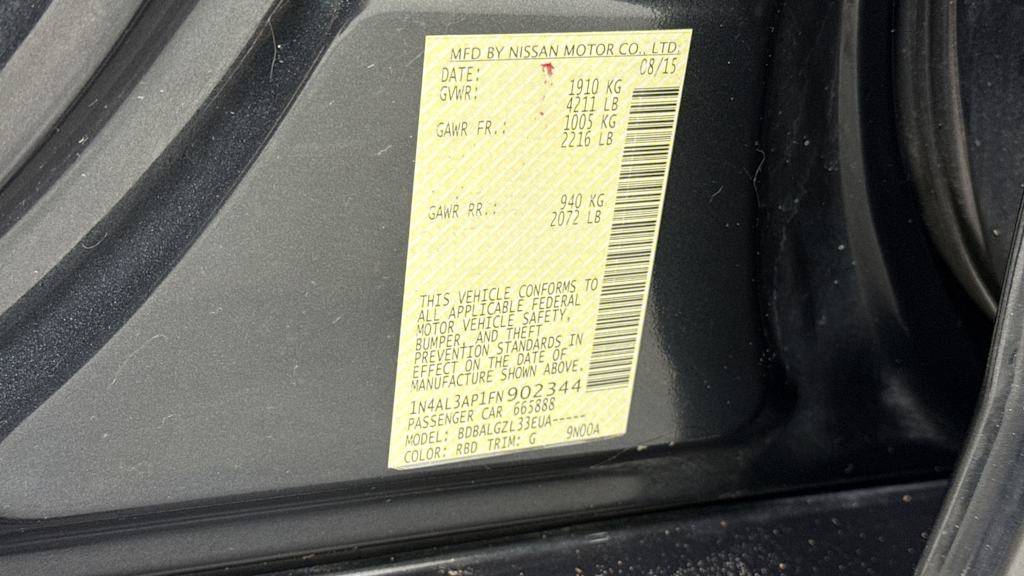 MFD BY NISSAN MOTOR CO., LTD.
DATE: 08/15
GVWR: 1910 KG
4211 LB
GAWR FR.: 1005 KG
2216 LB
GAWR RR.: 940 KG
2072 LB
THIS VEHICLE CONFORMS TO
ALL APPLICABLE FEDERAL
MOTOR VEHICLE SAFETY,
BUMPER, AND THEFT
PREVENTION STANDARDS IN
EFFECT ON THE DATE OF
MANUFACTURE SHOWN ABOVE.
1N4AL3AP1FN902344
PASSENGER CAR 665888
MODEL: BDBALGZL33EUA-----
COLOR: RBD TRIM: G 9N00A